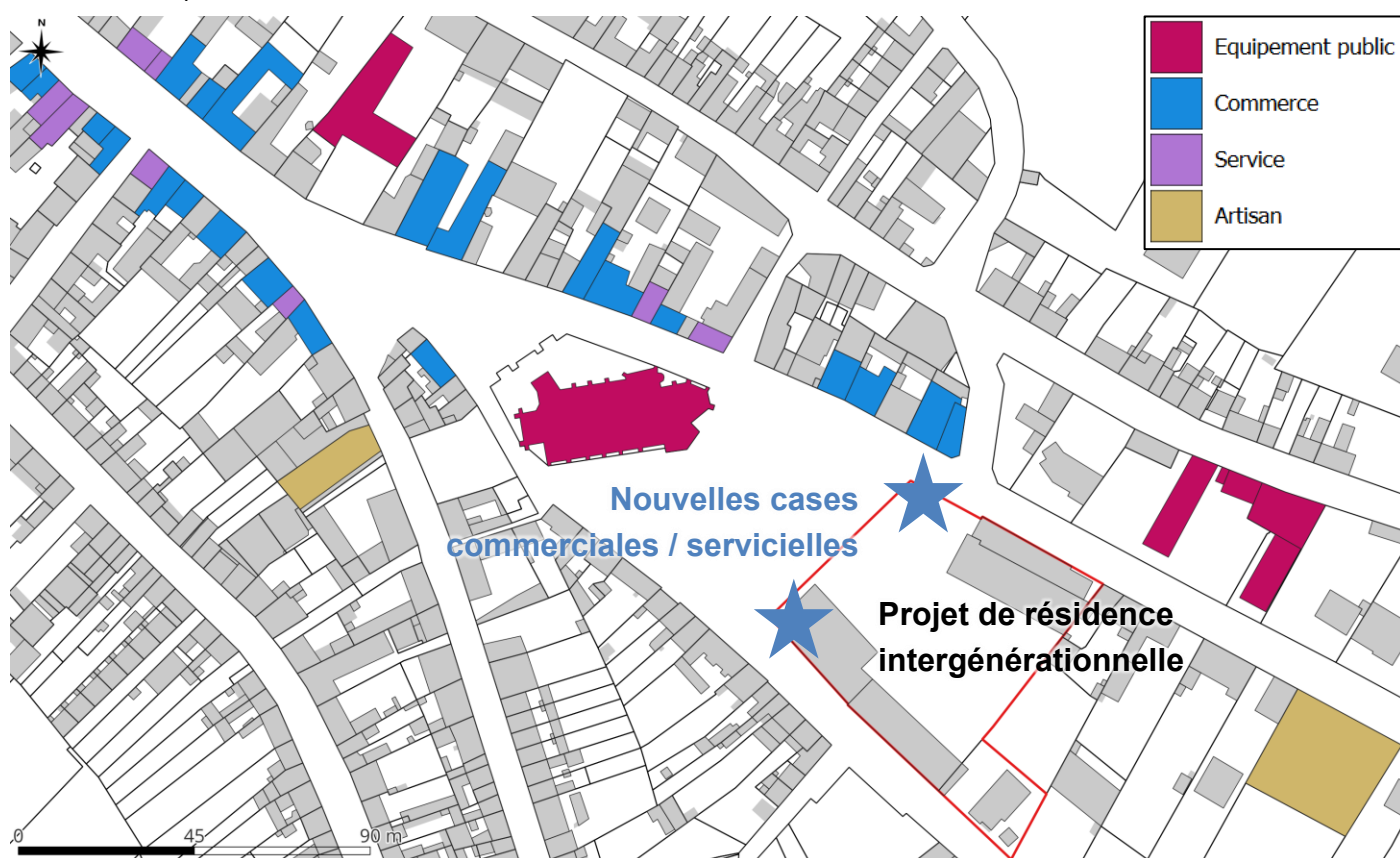 N
Equipement public
Commerce
Service
Artisan
Nouvelles cases
commerciales / servicielles
Projet de résidence
intergénérationnelle
0 45 90 m